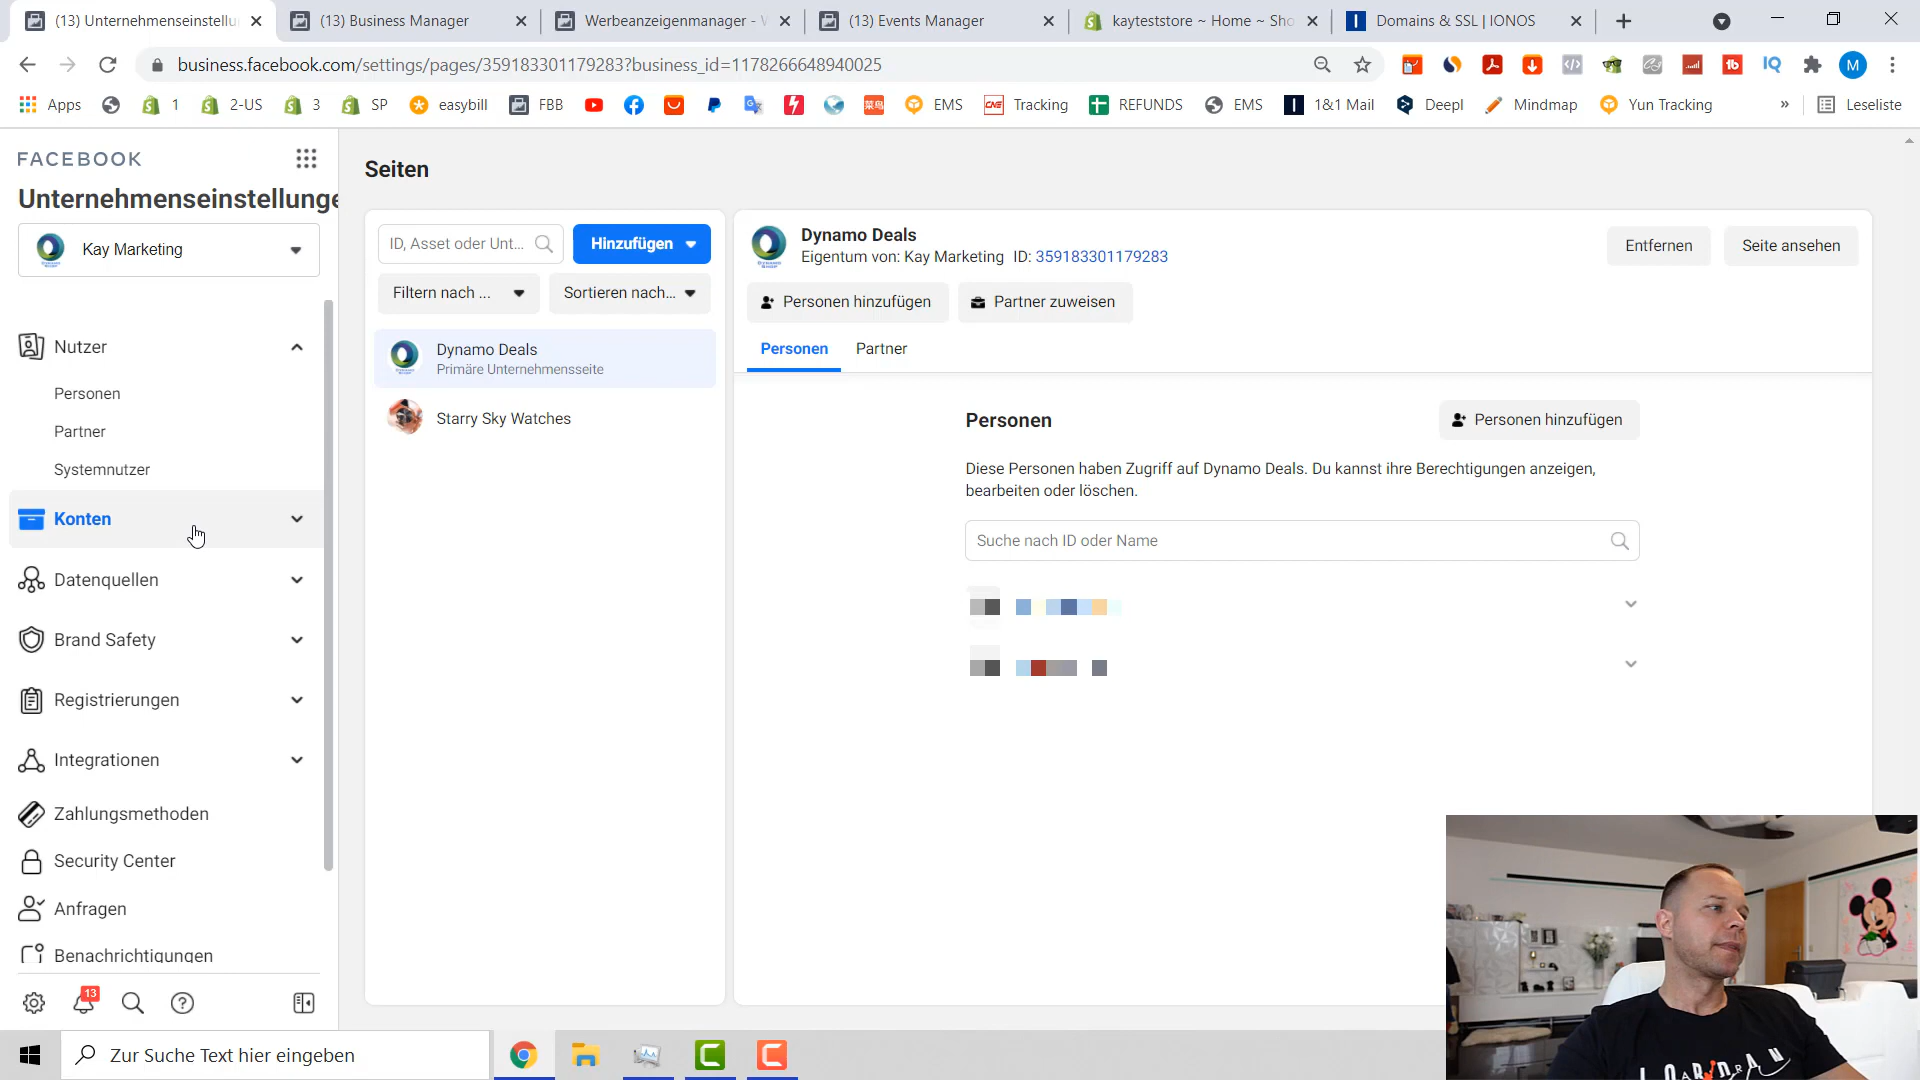 (13) Unternehmenseinstellu
(13) Business Manager
Werbeanzeigenmanager -
(13) Events Manager
kayteststore ~ Home ~ Sho
Domains & SSL | IONOS
business.facebook.com/settings/pages/359183301179283?business_id=1178266648940025
M
Apps
1
2-US
3
SP
easybill
FBB
EMS
Tracking
REFUNDS
EMS
1&1 Mail
Deepl
Mindmap
Yun Tracking
»
Leseliste
FACEBOOK
Unternehmenseinstellunge
Kay Marketing
Nutzer
Personen
Partner
Systemnutzer
Konten
Datenquellen
Brand Safety
Registrierungen
Integrationen
Zahlungsmethoden
Security Center
Anfragen
Benachrichtigungen
13
Seiten
ID, Asset oder Unt...
Hinzufügen
Filtern nach ...
Sortieren nach...
Dynamo Deals
Primäre Unternehmensseite
Starry Sky Watches
Dynamo Deals
Eigentum von: Kay Marketing ID: 359183301179283
Entfernen
Seite ansehen
Personen hinzufügen
Partner zuweisen
Personen
Partner
Personen
Personen hinzufügen
Diese Personen haben Zugriff auf Dynamo Deals. Du kannst ihre Berechtigungen anzeigen,
bearbeiten oder löschen.
Suche nach ID oder Name
Zur Suche Text hier eingeben